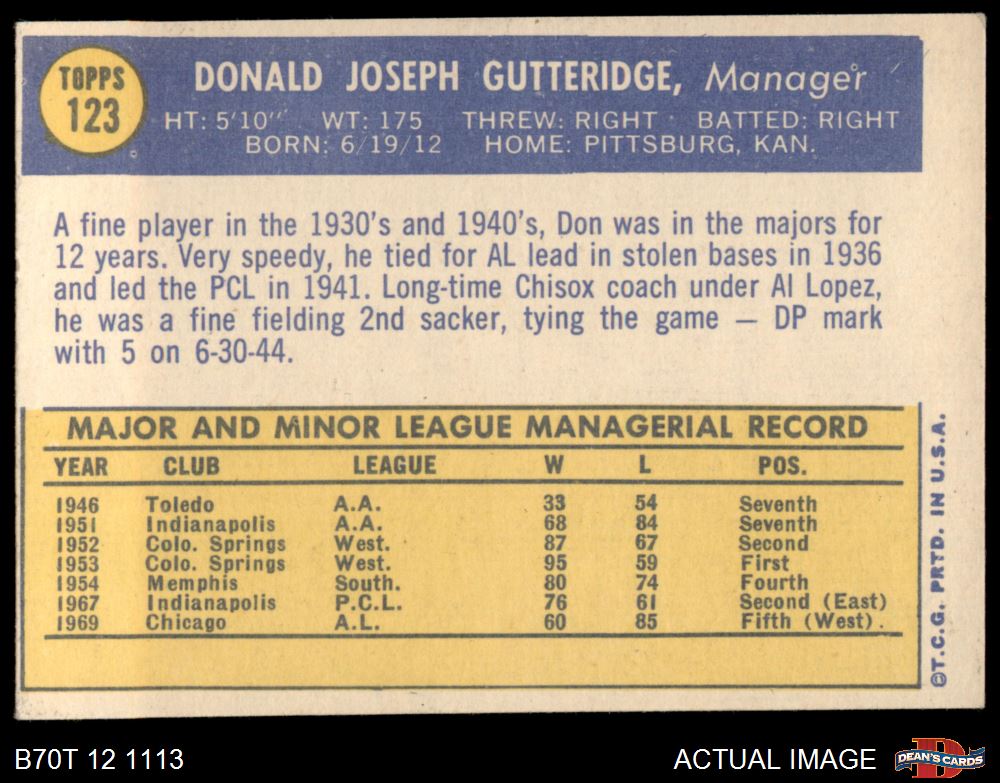 TOPPS
123
DONALD JOSEPH GUTTERIDGE, Manager
HT: 5'10" WT: 175 THREW: RIGHT BATTED: RIGHT
BORN: 6/19/12 HOME: PITTSBURG, KAN.
A fine player in the 1930's and 1940's, Don was in the majors for
12 years. Very speedy, he tied for AL lead in stolen bases in 1936
and led the PCL in 1941. Long-time Chisox coach under Al Lopez,
he was a fine fielding 2nd sacker, tying the game — DP mark
with 5 on 6-30-44.
MAJOR AND MINOR LEAGUE MANAGERIAL RECORD
YEAR CLUB LEAGUE W L POS.
1946 Toledo A.A. 33 54 Seventh
1951 Indianapolis A.A. 68 84 Seventh
1952 Colo. Springs West. 87 67 Second
1953 Colo. Springs West. 95 59 First
1954 Memphis South. 80 74 Fourth
1967 Indianapolis P.C.L. 76 61 Second (East)
1969 Chicago A.L. 60 85 Fifth (West).
©T.C.G. PRTD. IN U.S.A.
B70T 12 1113
ACTUAL IMAGE
DEAN'S CARDS